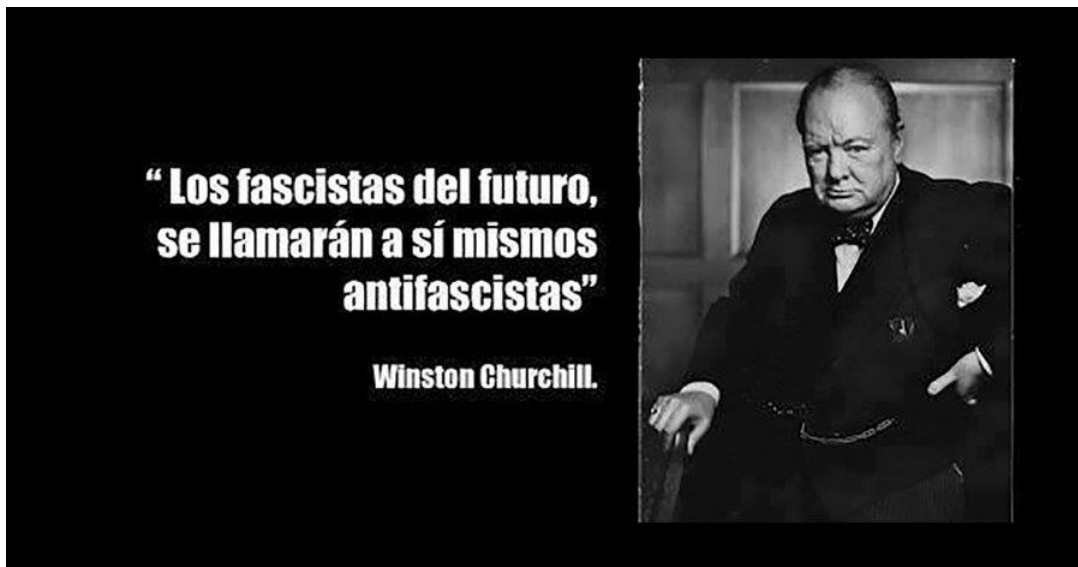 “ Los fascistas del futuro,
se llamarán a sí mismos
antifascistas”
Winston Churchill.